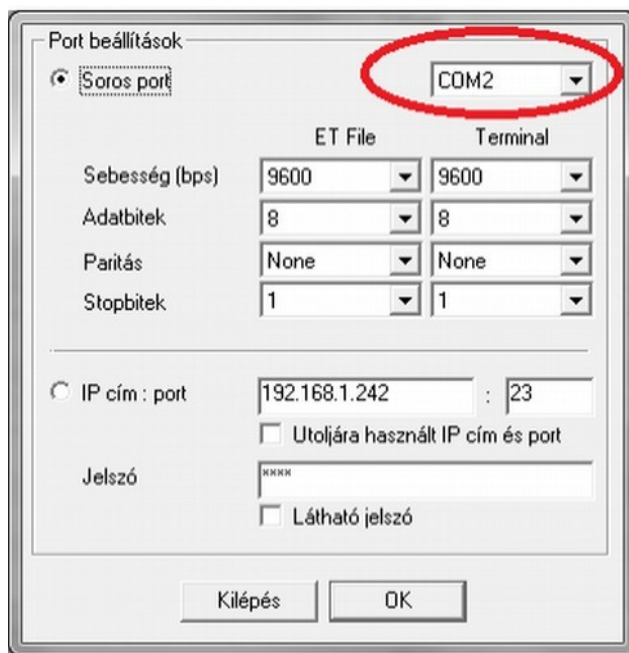 Port beállítások
Soros port COM2
ET File Terminal
Sebesség (bps) 9600 9600
Adatbitek 8 8
Paritás None None
Stopbitek 1 1
IP cím : port 192.168.1.242 : 23
Utoljára használt IP cím és port
Jelszó ****
Látható jelszó
Kilépés OK